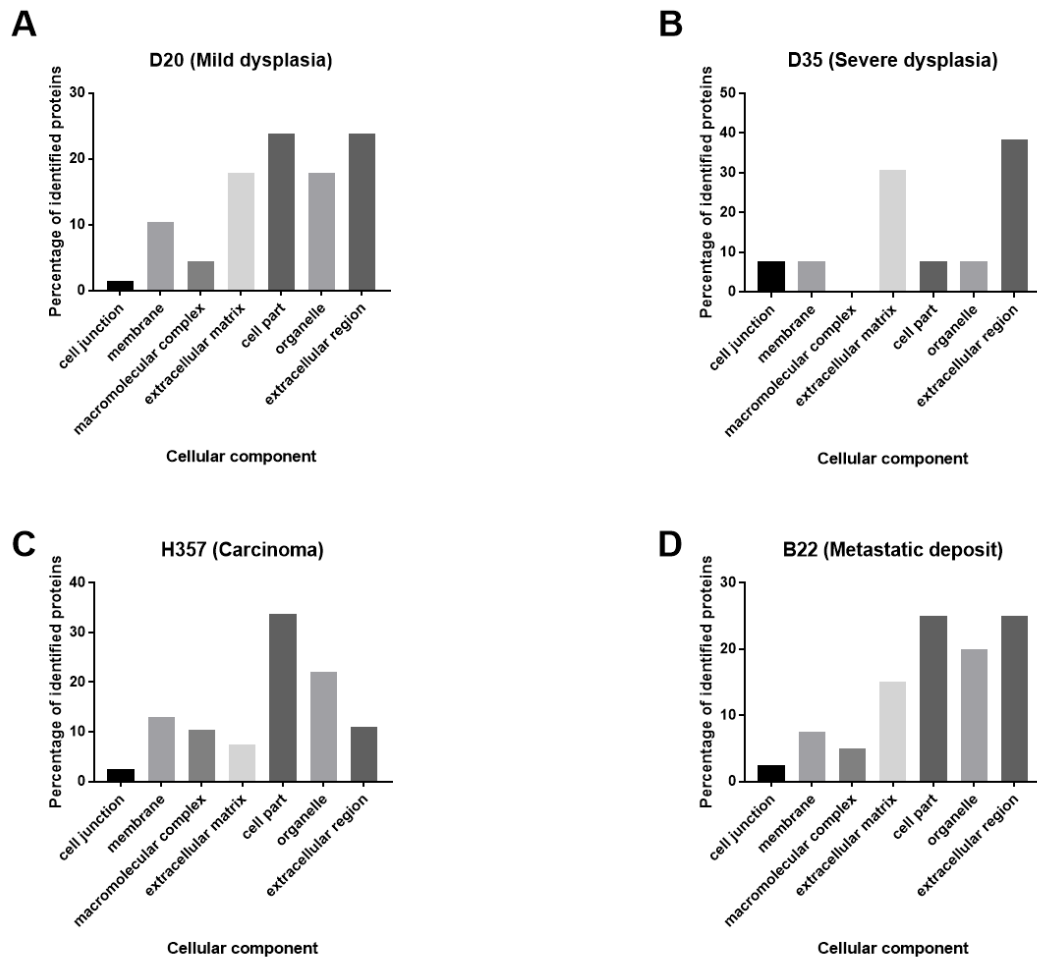 A
D20 (Mild dysplasia)
Percentage of identified proteins
30
20
10
0
cell junction
membrane
macromolecular complex
extracellular matrix
cell part
organelle
extracellular region
Cellular component
B
D35 (Severe dysplasia)
Percentage of identified proteins
50
40
30
20
10
0
cell junction
membrane
macromolecular complex
extracellular matrix
cell part
organelle
extracellular region
Cellular component
C
H357 (Carcinoma)
Percentage of identified proteins
40
30
20
10
0
cell junction
membrane
macromolecular complex
extracellular matrix
cell part
organelle
extracellular region
Cellular component
D
B22 (Metastatic deposit)
Percentage of identified proteins
30
20
10
0
cell junction
membrane
macromolecular complex
extracellular matrix
cell part
organelle
extracellular region
Cellular component